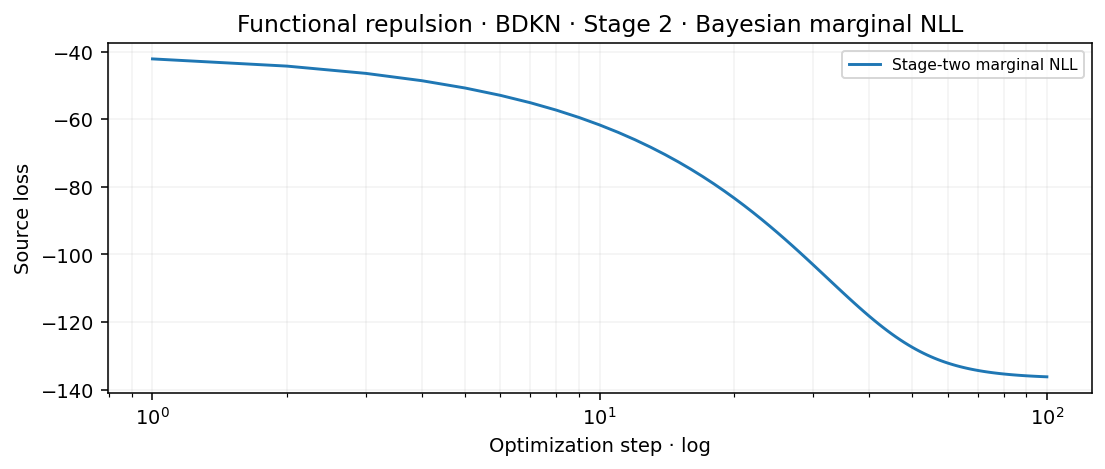 Functional repulsion · BDKN · Stage 2 · Bayesian marginal NLL
Stage-two marginal NLL
Source loss
−40
−60
−80
−100
−120
−140
10⁰
10¹
10²
Optimization step · log